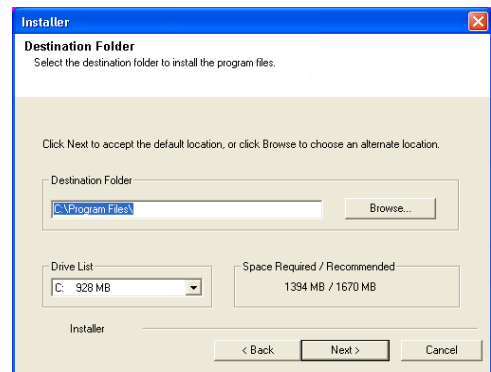 Installer
Destination Folder
Select the destination folder to install the program files.
Click Next to accept the default location, or click Browse to choose an alternate location.
Destination Folder
C:\Program Files\
Browse...
Drive List
C: 928 MB
Space Required / Recommended
1394 MB / 1670 MB
Installer
< Back
Next >
Cancel